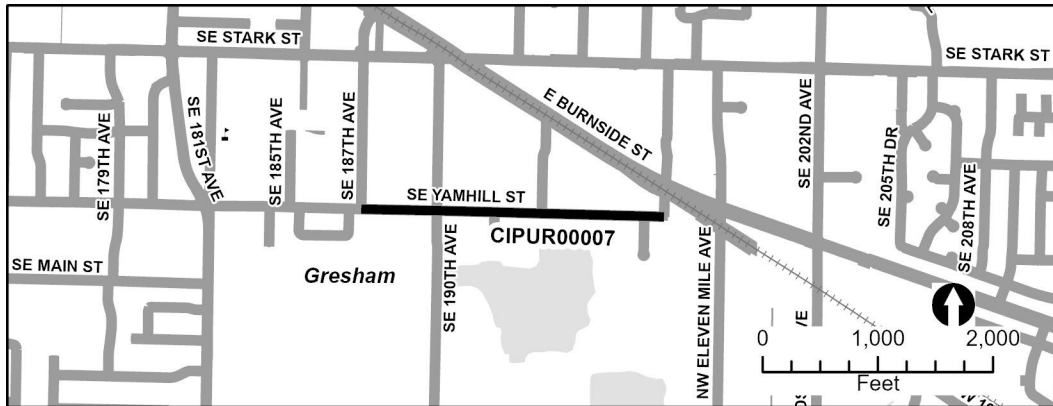 SE STARK ST
SE STARK ST
E BURNSIDE ST
SE 179TH AVE
SE 181ST AVE
SE 185TH AVE
SE 187TH AVE
SE 202ND AVE
SE 205TH DR
SE 208TH AVE
SE YAMHILL ST
CIPUR00007
SE MAIN ST
Gresham
SE 190TH AVE
NW ELEVEN MILE AVE
0 1,000 2,000
Feet